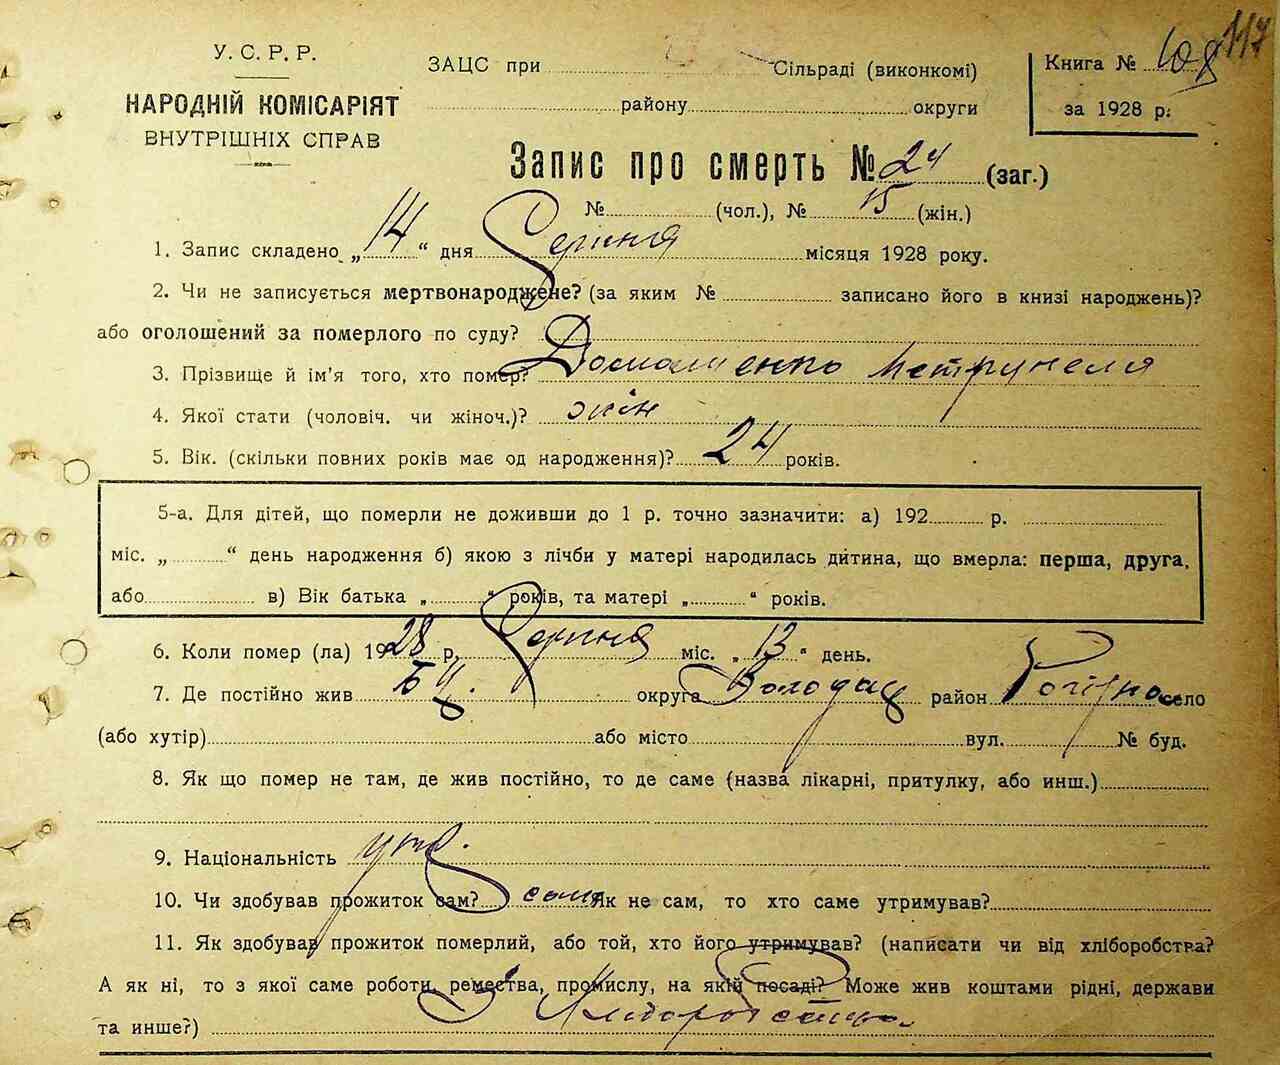 У. С. Р. Р.
НАРОДНІЙ КОМІСАРІЯТ
ВНУТРІШНІХ СПРАВ
ЗАЦС при Сільраді (виконкомі)
району округи
Книга №
за 1928 р.
117
Запис про смерть № 24 (заг.)
№ (чол.), № 15 (жін.)
1. Запис складено „14“ дня Серпня місяця 1928 року.
2. Чи не записується мертвонароджене? (за яким № записано його в книзі народжень)?
або оголошений за померлого по суду?
3. Прізвище й ім'я того, хто помер? Домашенко
4. Якої стати (чоловіч. чи жіноч.)? жін
5. Вік. (скільки повних років має од народження)? 24 років.
5-а. Для дітей, що померли не доживши до 1 р. точно зазначити: а) 192 р.
міс. „ “ день народження б) якою з лічби у матері народилась дитина, що вмерла: перша, друга,
або в) Вік батька „ “ років, та матері „ “ років.
6. Коли помер (ла) 1928 р. Серпня міс. „13“ день.
7. Де постійно жив БЦ. округа Володар район село
(або хутір) або місто вул. № буд.
8. Як що помер не там, де жив постійно, то де саме (назва лікарні, притулку, або инш.)
9. Національність укр.
10. Чи здобував прожиток сам? сама Як не сам, то хто саме утримував?
11. Як здобував прожиток померлий, або той, хто його утримував? (написати чи від хліборобства?
А як ні, то з якої саме роботи, ремества, промислу, на якій посаді? Може жив коштами рідні, держави
та инше?) З Хліборобства